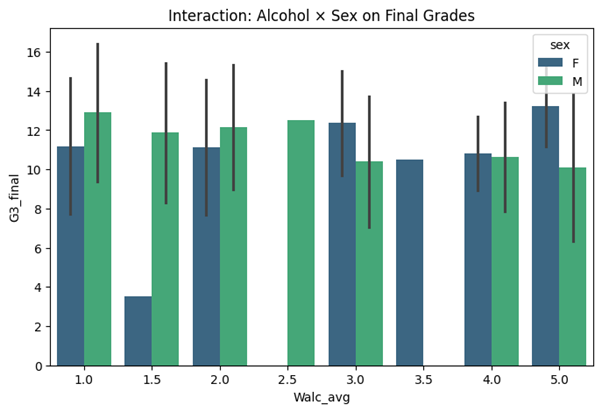 Interaction: Alcohol × Sex on Final Grades
sex
F
M
G3_final
16
14
12
10
8
6
4
2
0
1.0 1.5 2.0 2.5 3.0 3.5 4.0 5.0
Walc_avg